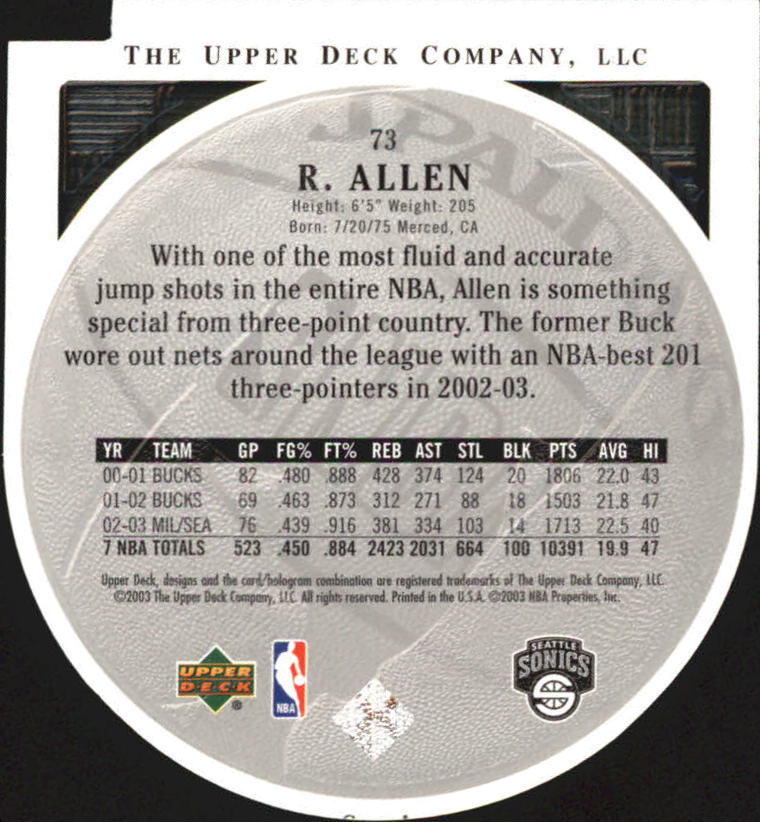 THE UPPER DECK COMPANY, LLC
SPALDING
73
R. ALLEN
Height: 6'5" Weight: 205
Born: 7/20/75 Merced, CA
With one of the most fluid and accurate
jump shots in the entire NBA, Allen is something
special from three-point country. The former Buck
wore out nets around the league with an NBA-best 201
three-pointers in 2002-03.
YR TEAM GP FG% FT% REB AST STL BLK PTS AVG HI
00-01 BUCKS 82 .480 .888 428 374 124 20 1806 22.0 43
01-02 BUCKS 69 .463 .873 312 271 88 18 1503 21.8 47
02-03 MIL/SEA 76 .439 .916 381 334 103 14 1713 22.5 40
7 NBA TOTALS 523 .450 .884 2423 2031 664 100 10391 19.9 47
Upper Deck, designs and the card/hologram combination are registered trademarks of The Upper Deck Company, LLC.
©2003 The Upper Deck Company, LLC. All rights reserved. Printed in the U.S.A. ©2003 NBA Properties, Inc.
UPPER DECK ®
NBA
SEATTLE
SONICS